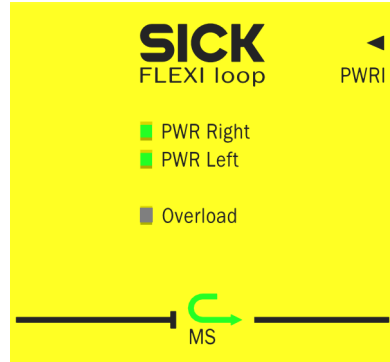 SICK
FLEXI loop
PWRI
PWR Right
PWR Left
Overload
MS